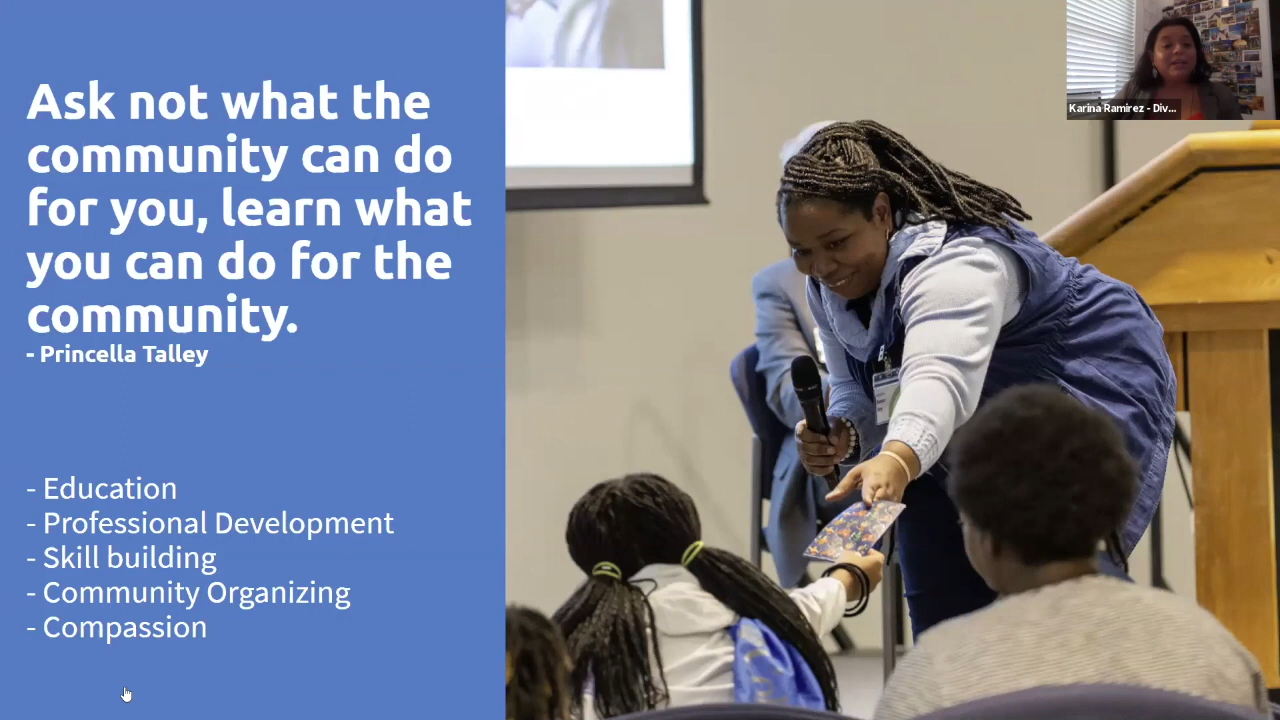 Ask not what the
community can do
for you, learn what
you can do for the
community.
- Princella Talley
- Education
- Professional Development
- Skill building
- Community Organizing
- Compassion
Karina Ramirez - Div...